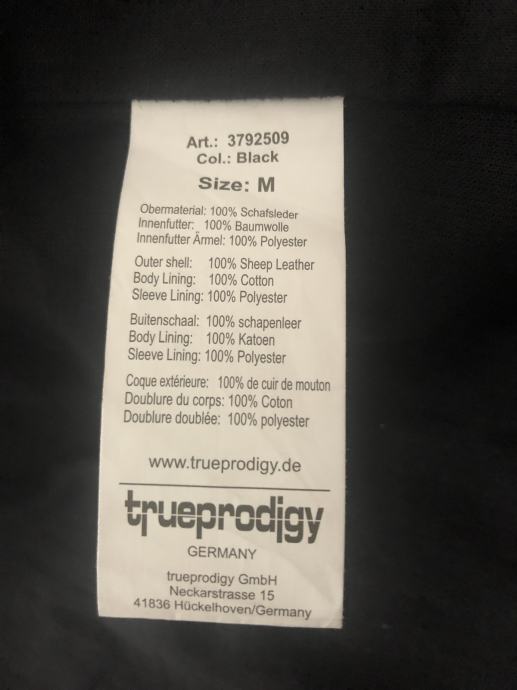 Art.: 3792509
Col.: Black
Size: M
Obermaterial: 100% Schafsleder
Innenfutter: 100% Baumwolle
Innenfutter Ärmel: 100% Polyester
Outer shell: 100% Sheep Leather
Body Lining: 100% Cotton
Sleeve Lining: 100% Polyester
Buitenschaal: 100% schapenleer
Body Lining: 100% Katoen
Sleeve Lining: 100% Polyester
Coque extérieure: 100% de cuir de mouton
Doublure du corps: 100% Coton
Doublure doublée: 100% polyester
www.trueprodigy.de
trueprodigy
GERMANY
trueprodigy GmbH
Neckarstrasse 15
41836 Hückelhoven/Germany